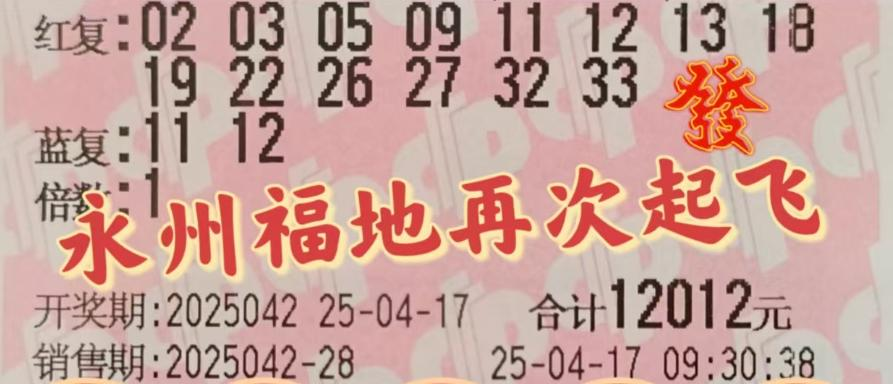 红复:02 03 05 09 11 12 13 18
19 22 26 27 32 33
發
蓝复:11 12
倍数:1
永州福地再次起飞
开奖期:2025042 25-04-17 合计12012元
销售期:2025042-28 25-04-17 09:30:38